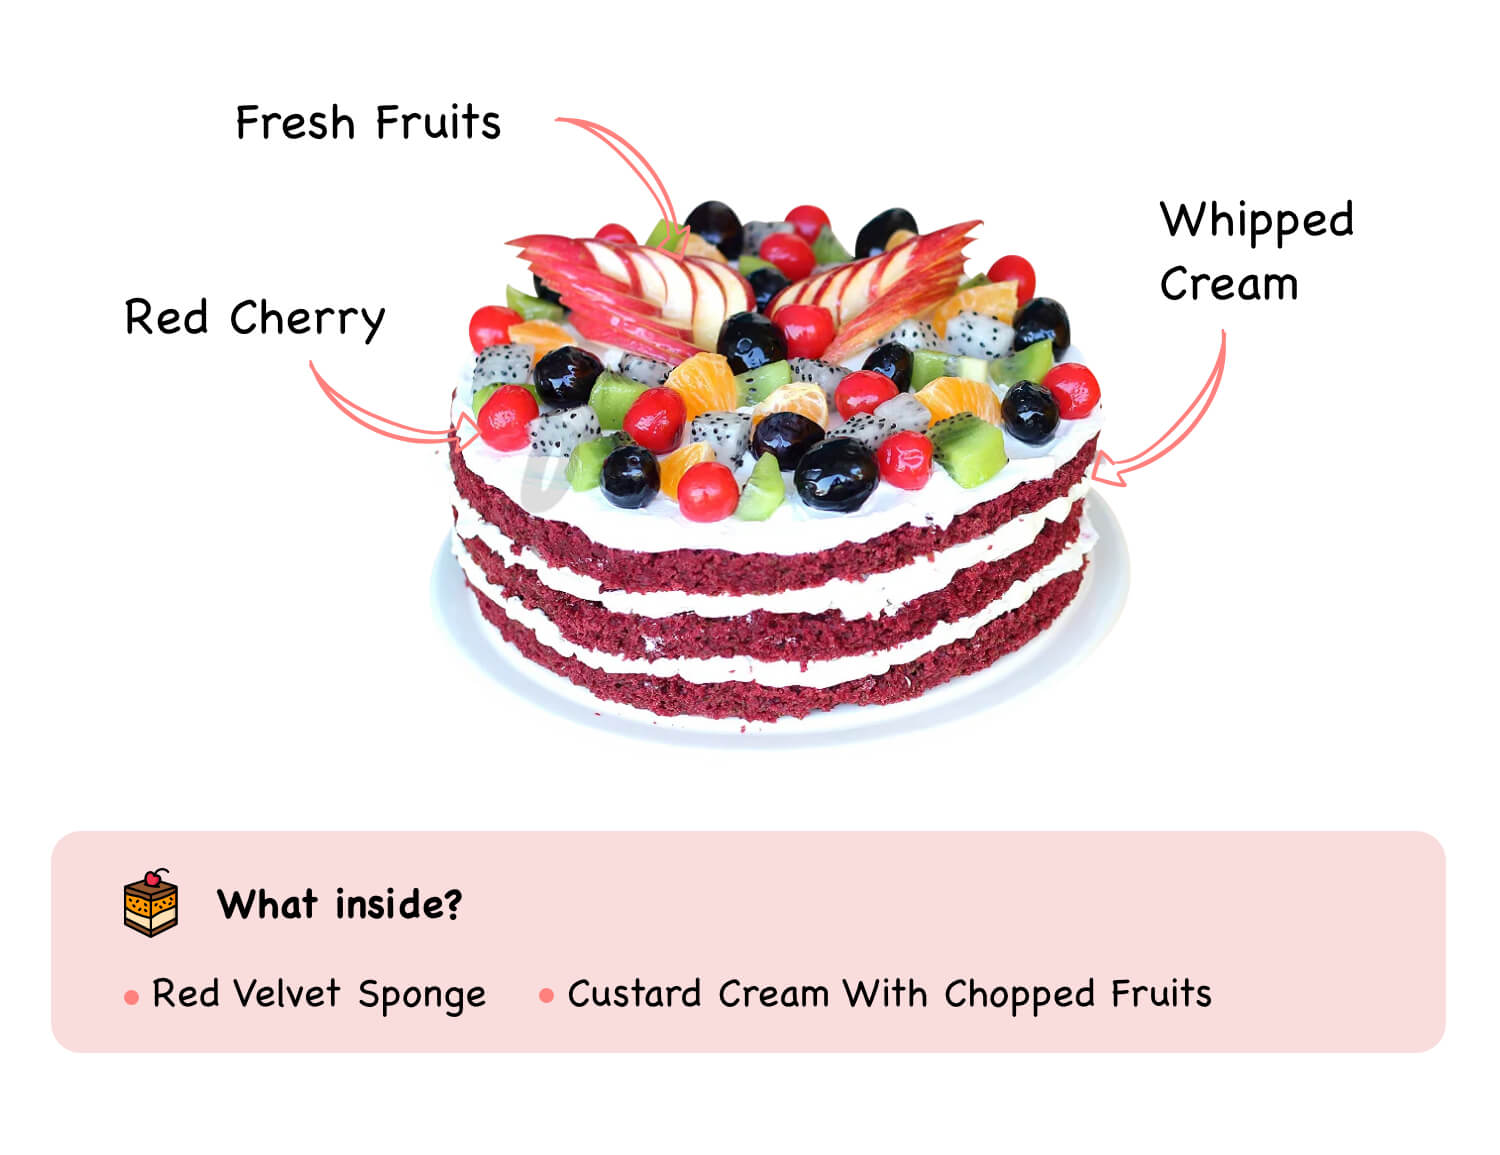 Fresh Fruits
Whipped
Cream
Red Cherry
What inside?
Red Velvet Sponge
Custard Cream With Chopped Fruits